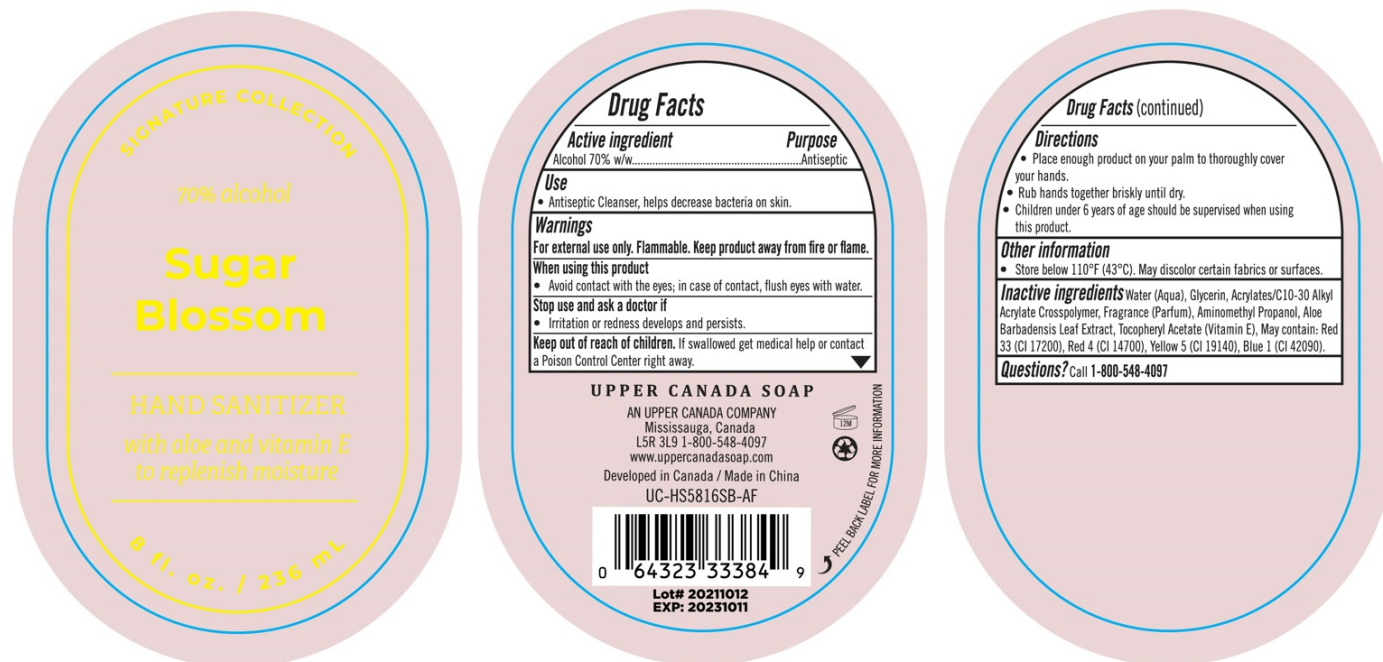 SIGNATURE COLLECTION
70% alcohol
Sugar
Blossom
HAND SANITIZER
with aloe and vitamin E
to replenish moisture
8 fl. oz. / 236 mL
Drug Facts
Active ingredient Purpose
Alcohol 70% w/w..........................................................Antiseptic
Use
• Antiseptic Cleanser, helps decrease bacteria on skin.
Warnings
For external use only. Flammable. Keep product away from fire or flame.
When using this product
• Avoid contact with the eyes; in case of contact, flush eyes with water.
Stop use and ask a doctor if
• Irritation or redness develops and persists.
Keep out of reach of children. If swallowed get medical help or contact
a Poison Control Center right away.
UPPER CANADA SOAP
AN UPPER CANADA COMPANY
Mississauga, Canada
L5R 3L9 1-800-548-4097
www.uppercanadasoap.com
Developed in Canada / Made in China
UC-HS5816SB-AF
12M
PEEL BACK LABEL FOR MORE INFORMATION
0 64323 33384 9
Lot# 20211012
EXP: 20231011
Drug Facts (continued)
Directions
• Place enough product on your palm to thoroughly cover
your hands.
• Rub hands together briskly until dry.
• Children under 6 years of age should be supervised when using
this product.
Other information
• Store below 110°F (43°C). May discolor certain fabrics or surfaces.
Inactive ingredients Water (Aqua), Glycerin, Acrylates/C10-30 Alkyl
Acrylate Crosspolymer, Fragrance (Parfum), Aminomethyl Propanol, Aloe
Barbadensis Leaf Extract, Tocopheryl Acetate (Vitamin E), May contain: Red
33 (CI 17200), Red 4 (CI 14700), Yellow 5 (CI 19140), Blue 1 (CI 42090).
Questions? Call 1-800-548-4097